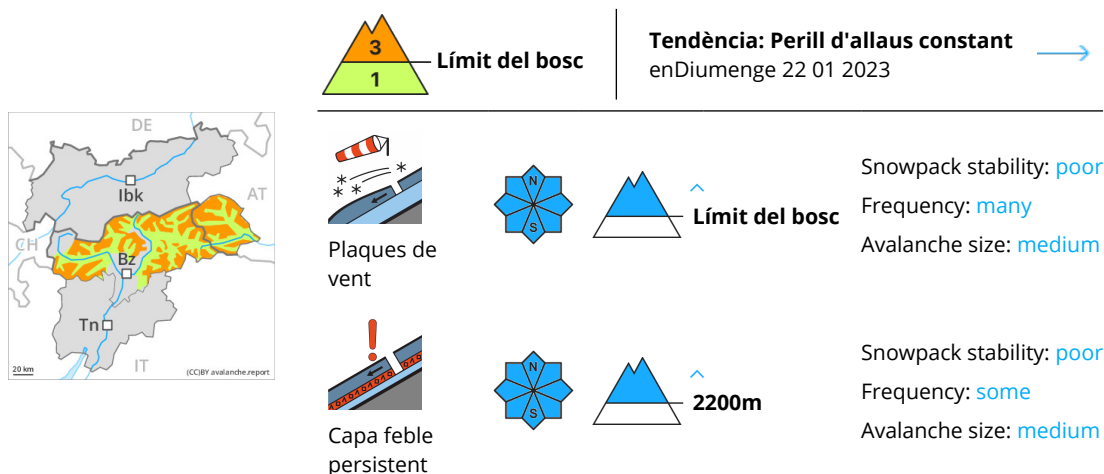 3
1
Límit del bosc
Tendència: Perill d'allaus constant
enDiumenge 22 01 2023
DE
Ibk
AT
CH
Bz
Tn
IT
20 km
(CC)BY avalanche.report
Plaques de
vent
N
S
Límit del bosc
Snowpack stability: poor
Frequency: many
Avalanche size: medium
Capa feble
persistent
N
S
2200m
Snowpack stability: poor
Frequency: some
Avalanche size: medium